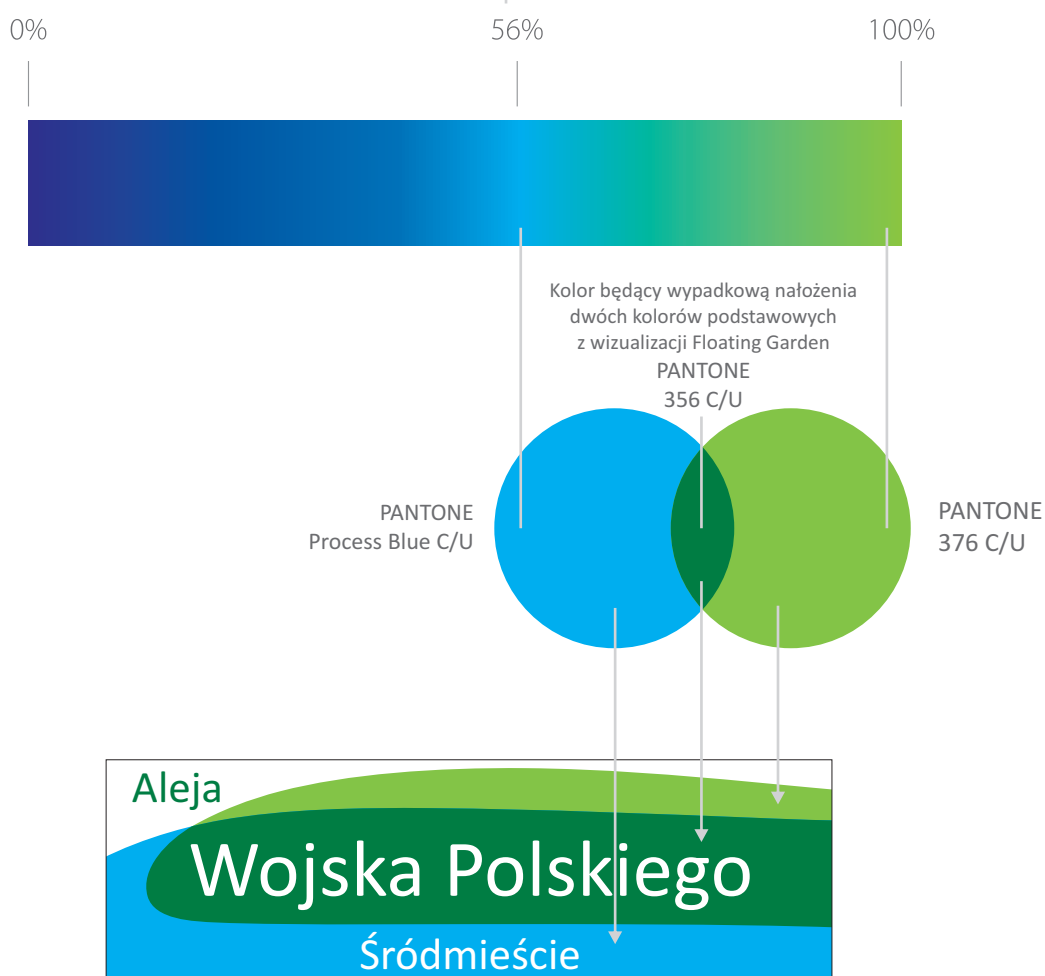 0% 56% 100%
Kolor będący wypadkową nałożenia
dwóch kolorów podstawowych
z wizualizacji Floating Garden
PANTONE
356 C/U
PANTONE
Process Blue C/U
PANTONE
376 C/U
Aleja
Wojska Polskiego
Śródmieście